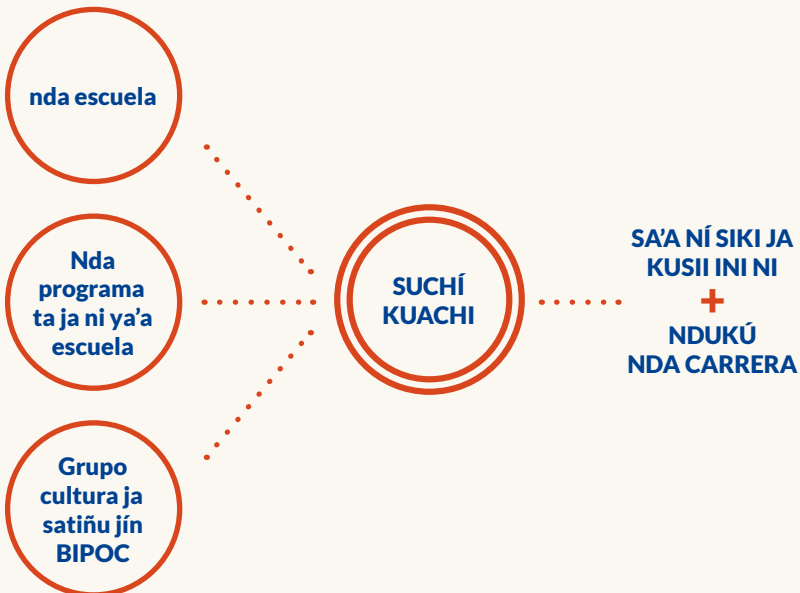 nda escuela
Nda
programa
ta ja ni ya’a
escuela
Grupo
cultura ja
satiñu jín
BIPOC
SUCHÍ
KUACHI
SA’A NÍ SIKI JA
KUSII INI NI
+
NDUKÚ
NDA CARRERA